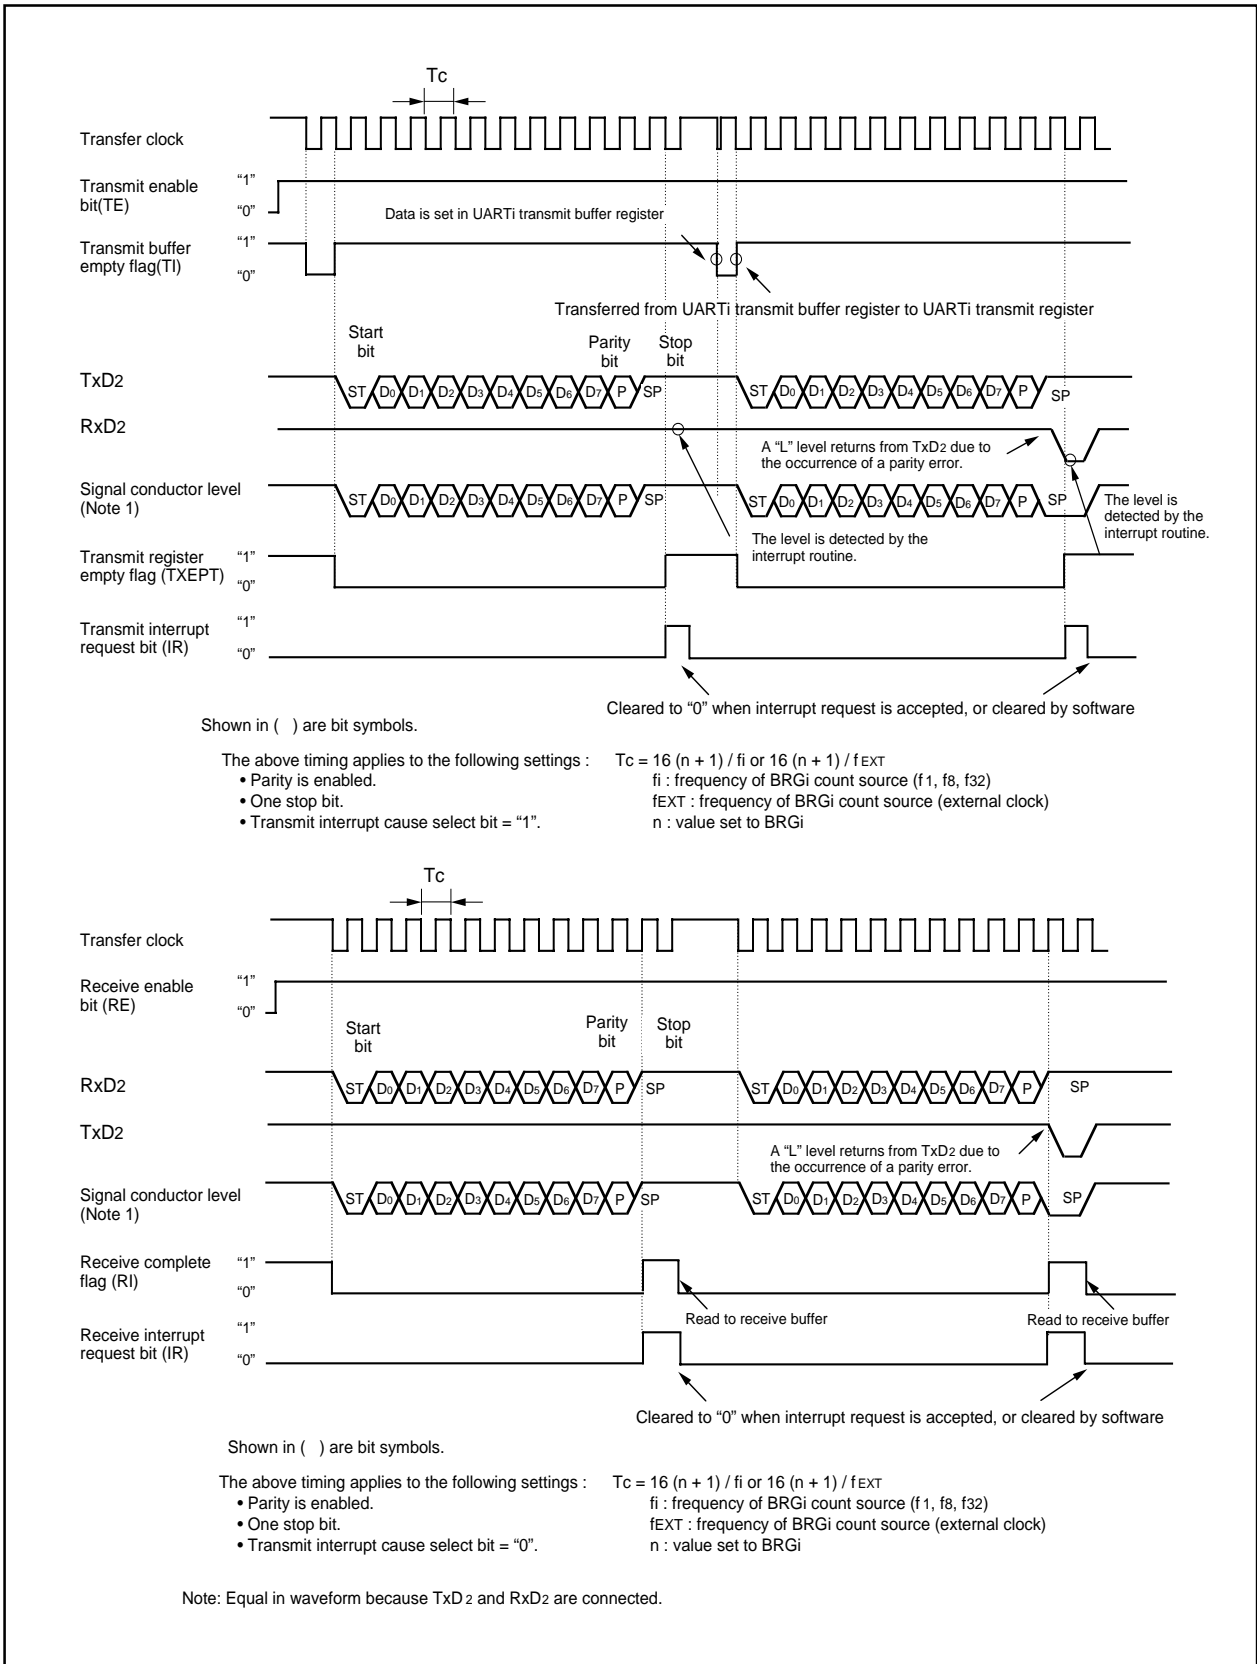 Tc
Transfer clock
Transmit enable
bit(TE)
“1”
“0”
Data is set in UARTi transmit buffer register
Transmit buffer
empty flag(TI)
“1”
“0”
Transferred from UARTi transmit buffer register to UARTi transmit register
Start
bit
Parity
bit
Stop
bit
TxD2
ST D0 D1 D2 D3 D4 D5 D6 D7 P SP
ST D0 D1 D2 D3 D4 D5 D6 D7 P SP
RxD2
A “L” level returns from TxD2 due to
the occurrence of a parity error.
Signal conductor level
(Note 1)
ST D0 D1 D2 D3 D4 D5 D6 D7 P SP
ST D0 D1 D2 D3 D4 D5 D6 D7 P SP
The level is
detected by the
interrupt routine.
The level is detected by the
interrupt routine.
Transmit register
empty flag (TXEPT)
“1”
“0”
Transmit interrupt
request bit (IR)
“1”
“0”
Cleared to “0” when interrupt request is accepted, or cleared by software
Shown in ( ) are bit symbols.
The above timing applies to the following settings :
• Parity is enabled.
• One stop bit.
• Transmit interrupt cause select bit = “1”.
Tc = 16 (n + 1) / fi or 16 (n + 1) / fEXT
fi : frequency of BRGi count source (f1, f8, f32)
fEXT : frequency of BRGi count source (external clock)
n : value set to BRGi
Tc
Transfer clock
Receive enable
bit (RE)
“1”
“0”
Start
bit
Parity
bit
Stop
bit
RxD2
ST D0 D1 D2 D3 D4 D5 D6 D7 P SP
ST D0 D1 D2 D3 D4 D5 D6 D7 P SP
TxD2
A “L” level returns from TxD2 due to
the occurrence of a parity error.
Signal conductor level
(Note 1)
ST D0 D1 D2 D3 D4 D5 D6 D7 P SP
ST D0 D1 D2 D3 D4 D5 D6 D7 P SP
Receive complete
flag (RI)
“1”
“0”
Read to receive buffer
Read to receive buffer
Receive interrupt
request bit (IR)
“1”
“0”
Cleared to “0” when interrupt request is accepted, or cleared by software
Shown in ( ) are bit symbols.
The above timing applies to the following settings :
• Parity is enabled.
• One stop bit.
• Transmit interrupt cause select bit = “0”.
Tc = 16 (n + 1) / fi or 16 (n + 1) / fEXT
fi : frequency of BRGi count source (f1, f8, f32)
fEXT : frequency of BRGi count source (external clock)
n : value set to BRGi
Note: Equal in waveform because TxD2 and RxD2 are connected.